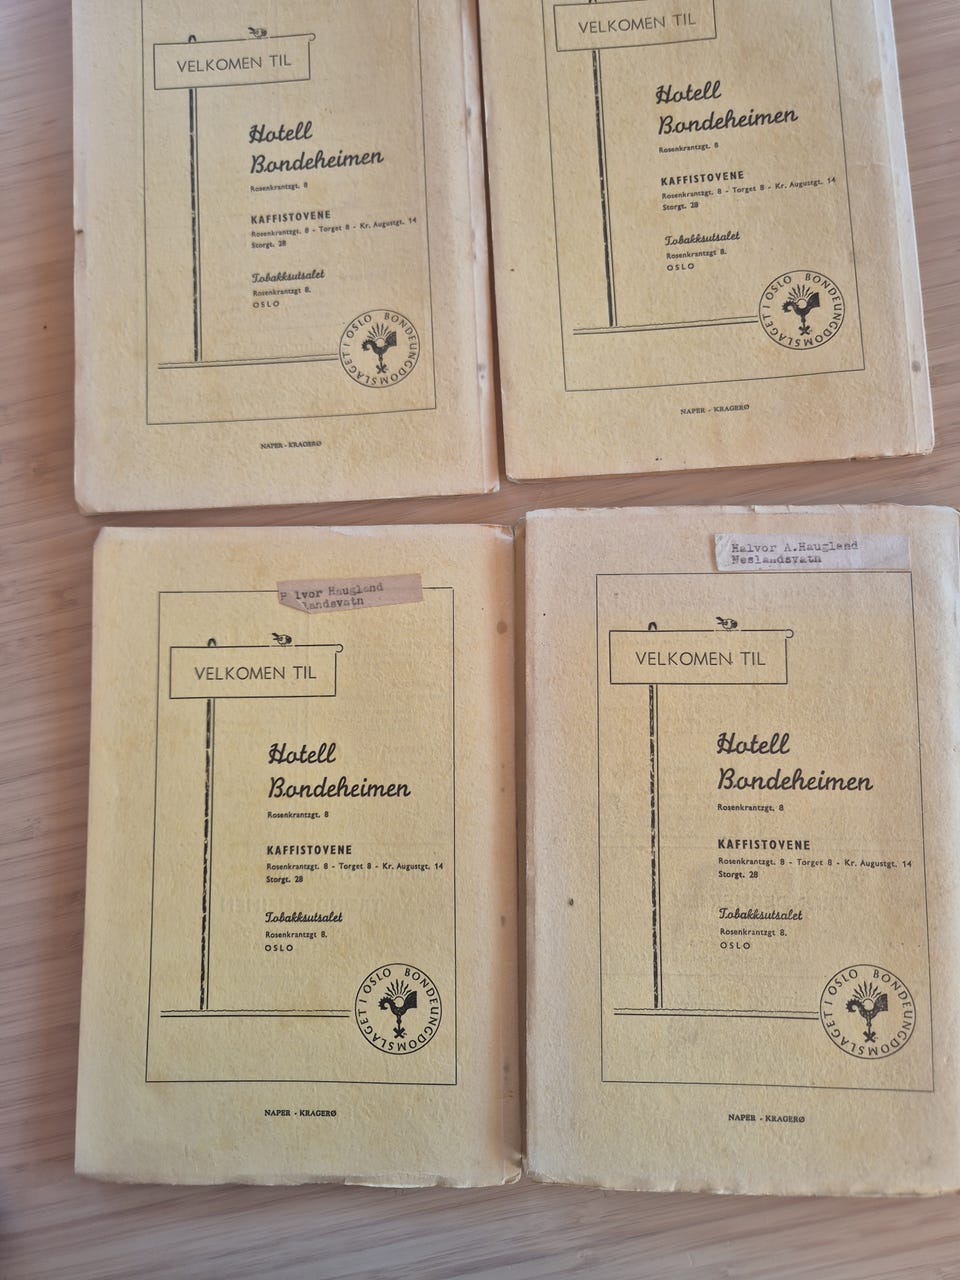 VELKOMEN TIL
Hotell
Bondeheimen
Rosenkrantzgt. 8
KAFFISTOVENE
Rosenkrantzgt. 8 - Torget 8 - Kr. Augustgt. 14
Storgt. 28
Tobakksutsalet
Rosenkrantzgt 8.
OSLO
BONDEUNGDOMSLAGET I OSLO
NAPER - KRAGERØ
VELKOMEN TIL
Hotell
Bondeheimen
Rosenkrantzgt. 8
KAFFISTOVENE
Rosenkrantzgt. 8 - Torget 8 - Kr. Augustgt. 14
Storgt. 28
Tobakksutsalet
Rosenkrantzgt 8.
OSLO
BONDEUNGDOMSLAGET I OSLO
NAPER - KRAGERØ
lvor Haugland
landsvatn
VELKOMEN TIL
Hotell
Bondeheimen
Rosenkrantzgt. 8
KAFFISTOVENE
Rosenkrantzgt. 8 - Torget 8 - Kr. Augustgt. 14
Storgt. 28
Tobakksutsalet
Rosenkrantzgt 8.
OSLO
BONDEUNGDOMSLAGET I OSLO
NAPER - KRAGERØ
Halvor A.Haugland
Neslandsvatn
VELKOMEN TIL
Hotell
Bondeheimen
Rosenkrantzgt. 8
KAFFISTOVENE
Rosenkrantzgt. 8 - Torget 8 - Kr. Augustgt. 14
Storgt. 28
Tobakksutsalet
Rosenkrantzgt 8.
OSLO
BONDEUNGDOMSLAGET I OSLO
NAPER - KRAGERØ